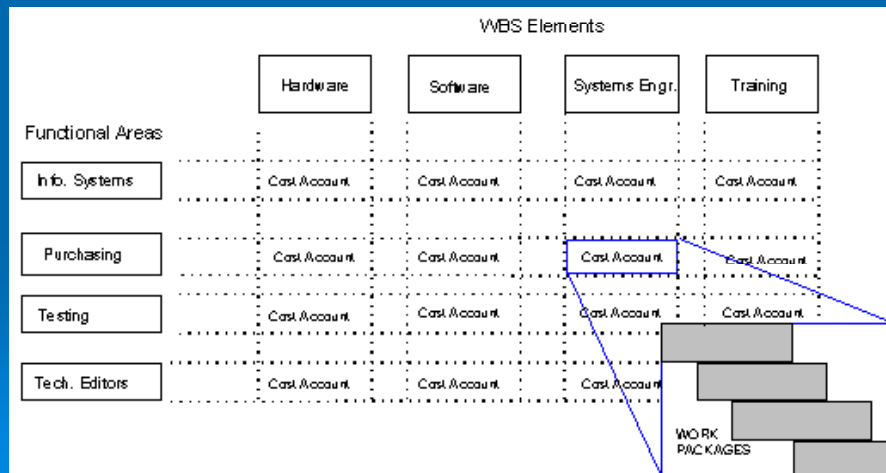 WBS Elements
Hardware Software Systems Engr. Training
Functional Areas
Info. Systems Cost Account Cost Account Cost Account Cost Account
Purchasing Cost Account Cost Account Cost Account Cost Account
Testing Cost Account Cost Account Cost Account Cost Account
Tech. Editors Cost Account Cost Account Cost Account
WORK
PACKAGES